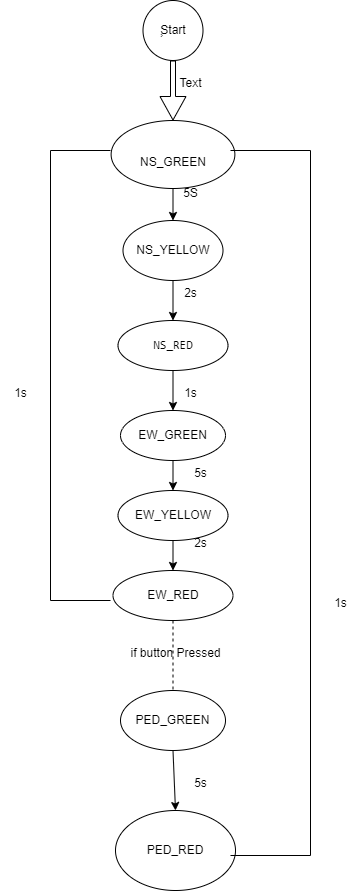 Start
Text
NS_GREEN
5S
NS_YELLOW
2s
NS_RED
1s
1s
EW_GREEN
5s
EW_YELLOW
2s
EW_RED
1s
if button Pressed
PED_GREEN
5s
PED_RED